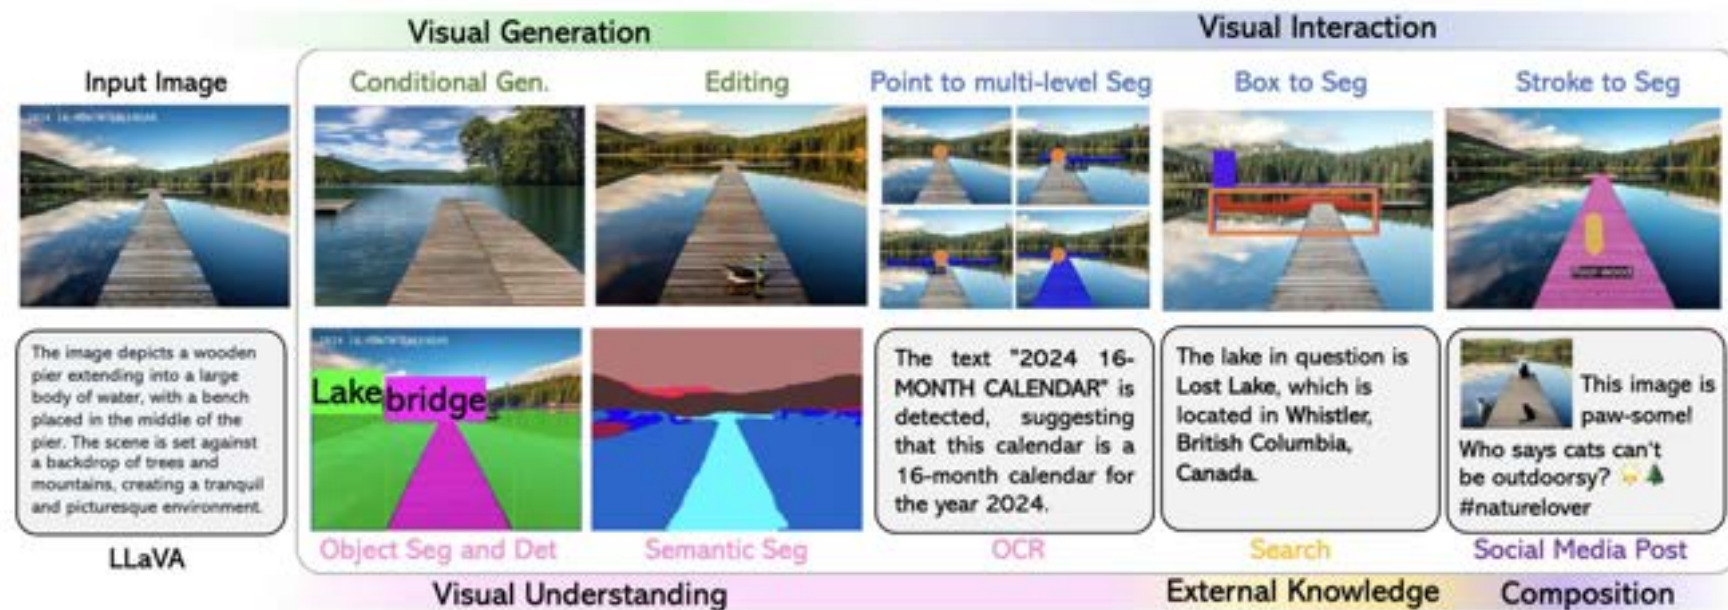 Visual Generation
Visual Interaction
Input Image
Conditional Gen.
Editing
Point to multi-level Seg
Box to Seg
Stroke to Seg
floor-wood
The image depicts a wooden
pier extending into a large
body of water, with a bench
placed in the middle of the
pier. The scene is set against
a backdrop of trees and
mountains, creating a tranquil
and picturesque environment.
LLaVA
Lake
bridge
Object Seg and Det
Semantic Seg
The text "2024 16-
MONTH CALENDAR" is
detected, suggesting
that this calendar is a
16-month calendar for
the year 2024.
OCR
The lake in question is
Lost Lake, which is
located in Whistler,
British Columbia,
Canada.
Search
This image is
paw-some!
Who says cats can't
be outdoorsy? 🐱🌲
#naturelover
Social Media Post
Visual Understanding
External Knowledge
Composition